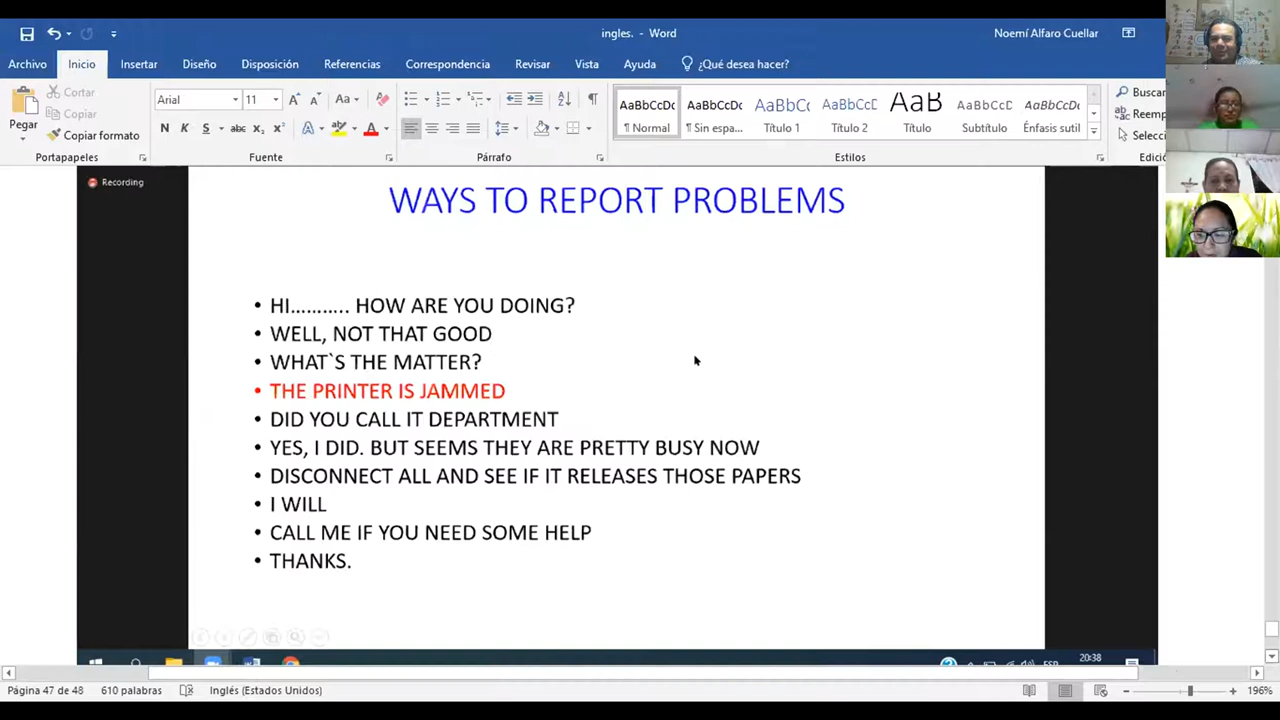 ingles. - Word
Noemí Alfaro Cuellar
Archivo Inicio Insertar Diseño Disposición Referencias Correspondencia Revisar Vista Ayuda ¿Qué desea hacer?
Pegar
Cortar
Copiar
Copiar formato
Portapapeles
Arial 11
Aa
N K S abc x₂ x²
Fuente
Párrafo
AaBbCcDc AaBbCcDc AaBbCc AaBbCcD AaB AaBbCcD AaBbCcDc
¶ Normal ¶ Sin espa... Título 1 Título 2 Título Subtítulo Énfasis sutil
Estilos
Buscar
Reemp
Selecci
Edició
Recording
WAYS TO REPORT PROBLEMS
• HI……….. HOW ARE YOU DOING?
• WELL, NOT THAT GOOD
• WHAT`S THE MATTER?
• THE PRINTER IS JAMMED
• DID YOU CALL IT DEPARTMENT
• YES, I DID. BUT SEEMS THEY ARE PRETTY BUSY NOW
• DISCONNECT ALL AND SEE IF IT RELEASES THOSE PAPERS
• I WILL
• CALL ME IF YOU NEED SOME HELP
• THANKS.
ESP
20:38
Página 47 de 48 610 palabras Inglés (Estados Unidos) 196%